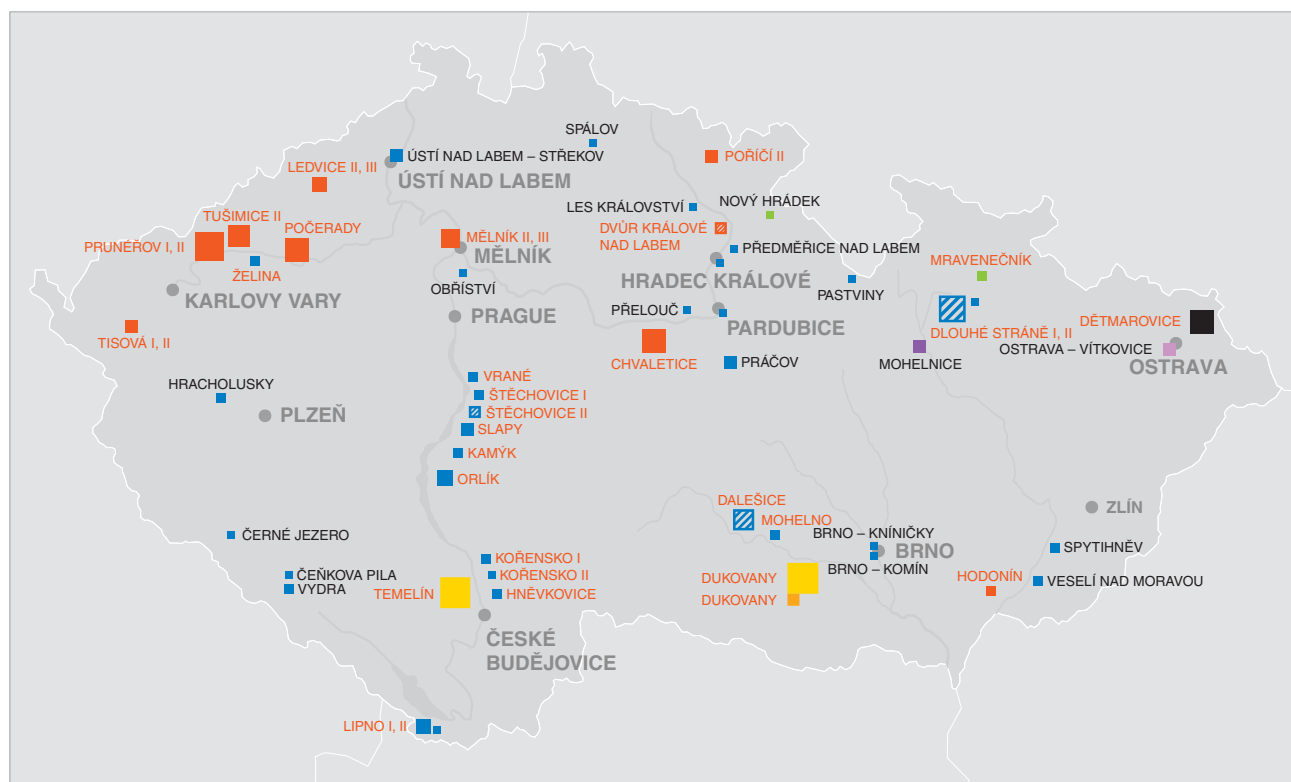 SPÁLOV
ÚSTÍ NAD LABEM – STŘEKOV
POŘÍČÍ II
LEDVICE II, III
ÚSTÍ NAD LABEM
NOVÝ HRÁDEK
LES KRÁLOVSTVÍ
TUŠIMICE II
POČERADY
DVŮR KRÁLOVÉ
NAD LABEM
PRUNÉŘOV I, II
MĚLNÍK II, III
MĚLNÍK
PŘEDMĚŘICE NAD LABEM
MRAVENEČNÍK
ŽELINA
HRADEC KRÁLOVÉ
OBŘÍSTVÍ
PASTVINY
KARLOVY VARY
PRAGUE
PŘELOUČ
PARDUBICE
DLOUHÉ STRÁNĚ I, II
DĚTMAROVICE
TISOVÁ I, II
OSTRAVA – VÍTKOVICE
OSTRAVA
CHVALETICE
PRÁČOV
MOHELNICE
VRANÉ
HRACHOLUSKY
ŠTĚCHOVICE I
PLZEŇ
ŠTĚCHOVICE II
SLAPY
KAMÝK
ORLÍK
DALEŠICE
ZLÍN
MOHELNO
BRNO – KNÍNIČKY
ČERNÉ JEZERO
BRNO
SPYTIHNĚV
KOŘENSKO I
BRNO – KOMÍN
ČEŇKOVA PILA
KOŘENSKO II
DUKOVANY
HODONÍN
VESELÍ NAD MORAVOU
VYDRA
TEMELÍN
HNĚVKOVICE
DUKOVANY
ČESKÉ
BUDĚJOVICE
LIPNO I, II